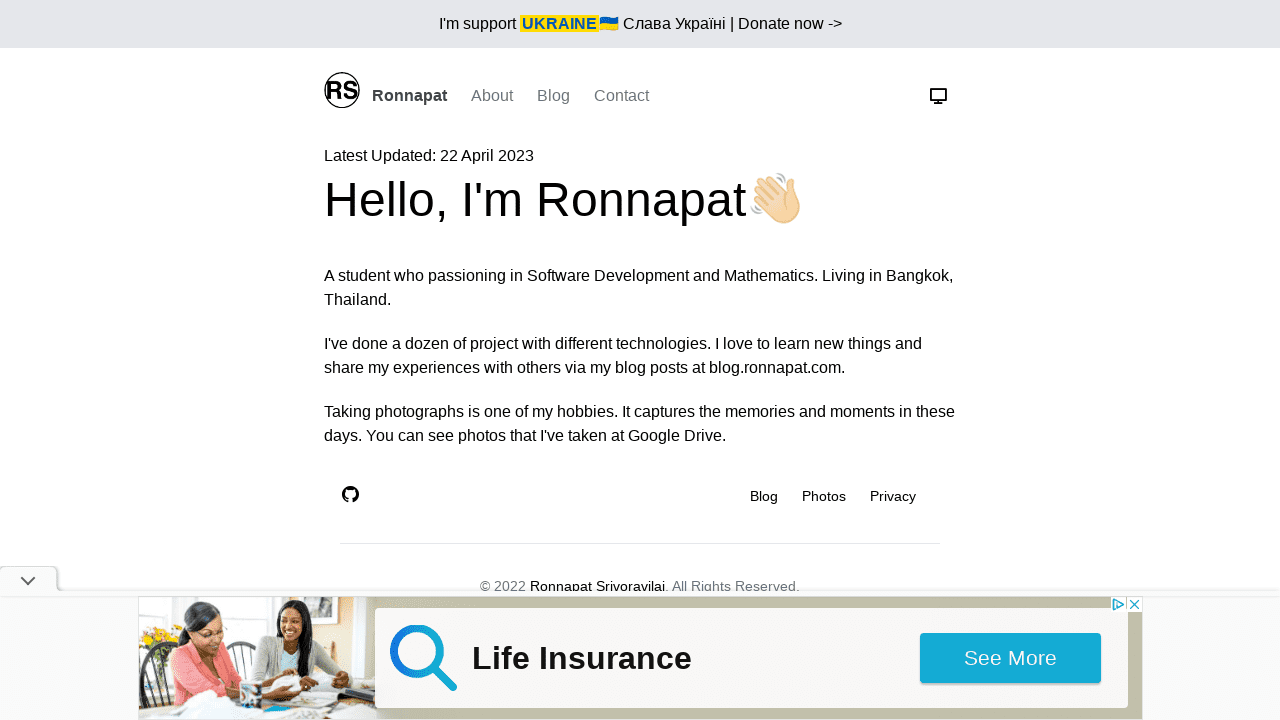 I'm support UKRAINE🇺🇦 Слава Україні | Donate now ->
RS Ronnapat About Blog Contact
Latest Updated: 22 April 2023
Hello, I'm Ronnapat👋🏼
A student who passioning in Software Development and Mathematics. Living in Bangkok,
Thailand.
I've done a dozen of project with different technologies. I love to learn new things and
share my experiences with others via my blog posts at blog.ronnapat.com.
Taking photographs is one of my hobbies. It captures the memories and moments in these
days. You can see photos that I've taken at Google Drive.
Blog Photos Privacy
© 2022 Ronnapat Srivoravilai. All Rights Reserved.
Life Insurance
See More